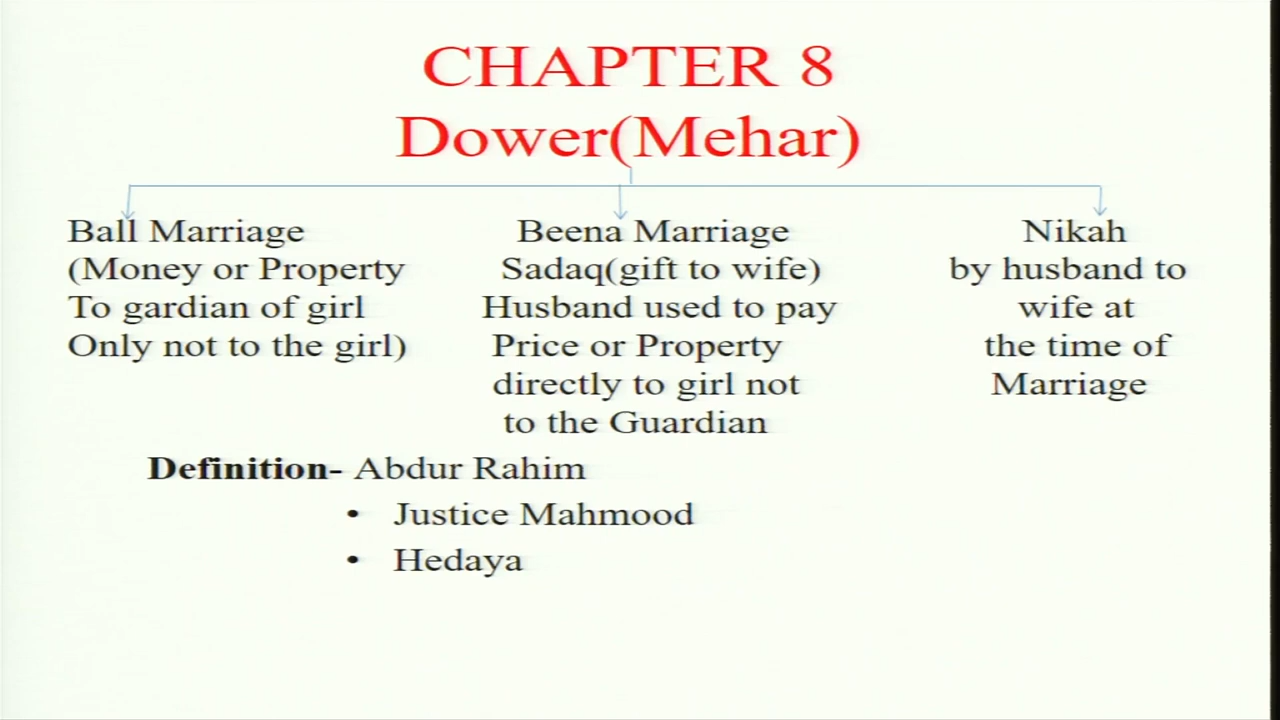 CHAPTER 8
Dower(Mehar)
Ball Marriage
(Money or Property
To gardian of girl
Only not to the girl)
Beena Marriage
Sadaq(gift to wife)
Husband used to pay
Price or Property
directly to girl not
to the Guardian
Nikah
by husband to
wife at
the time of
Marriage
Definition- Abdur Rahim
• Justice Mahmood
• Hedaya